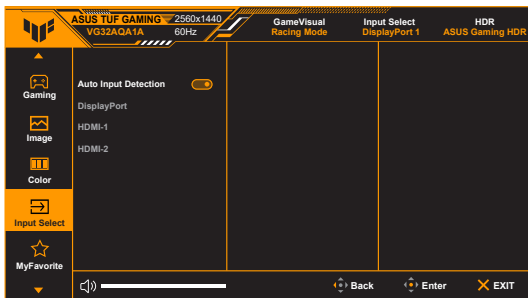 ASUS TUF GAMING 2560x1440
VG32AQA1A 60Hz
GameVisual
Racing Mode
Input Select
DisplayPort 1
HDR
ASUS Gaming HDR
Gaming
Image
Color
Input Select
MyFavorite
Auto Input Detection
DisplayPort
HDMI-1
HDMI-2
Back
Enter
EXIT